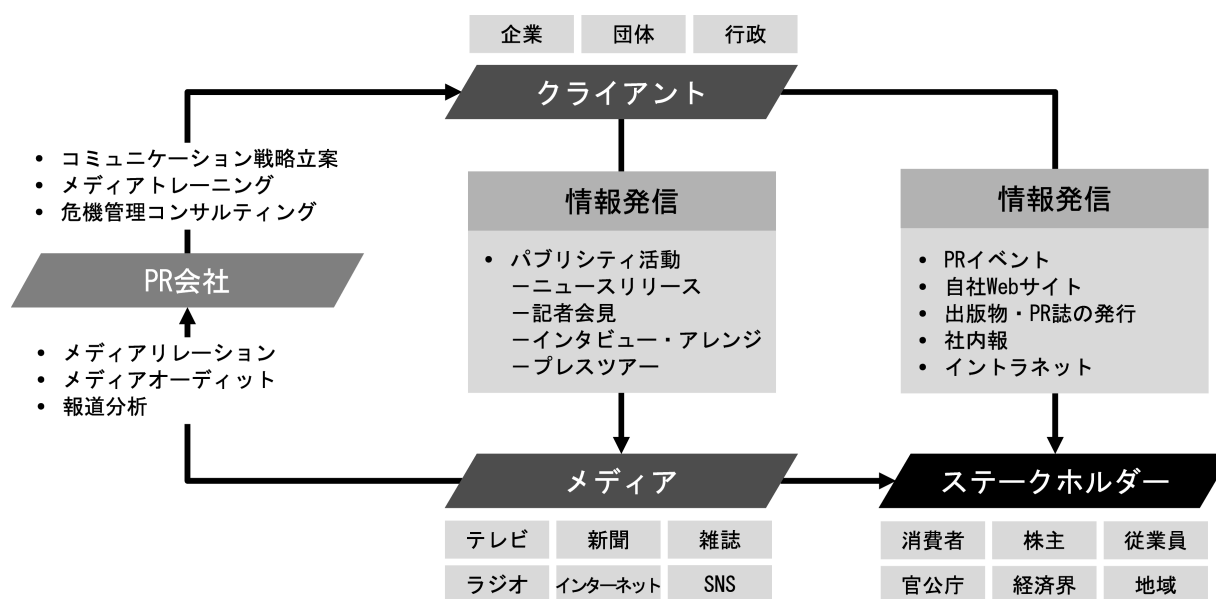 企業 団体 行政
クライアント
コミュニケーション戦略立案
メディアトレーニング
危機管理コンサルティング
PR会社
メディアリレーション
メディアオーディット
報道分析
情報発信
パブリシティ活動
－ニュースリリース
－記者会見
－インタビュー・アレンジ
－プレスツアー
情報発信
PRイベント
自社Webサイト
出版物・PR誌の発行
社内報
イントラネット
メディア
テレビ 新聞 雑誌
ラジオ インターネット SNS
ステークホルダー
消費者 株主 従業員
官公庁 経済界 地域